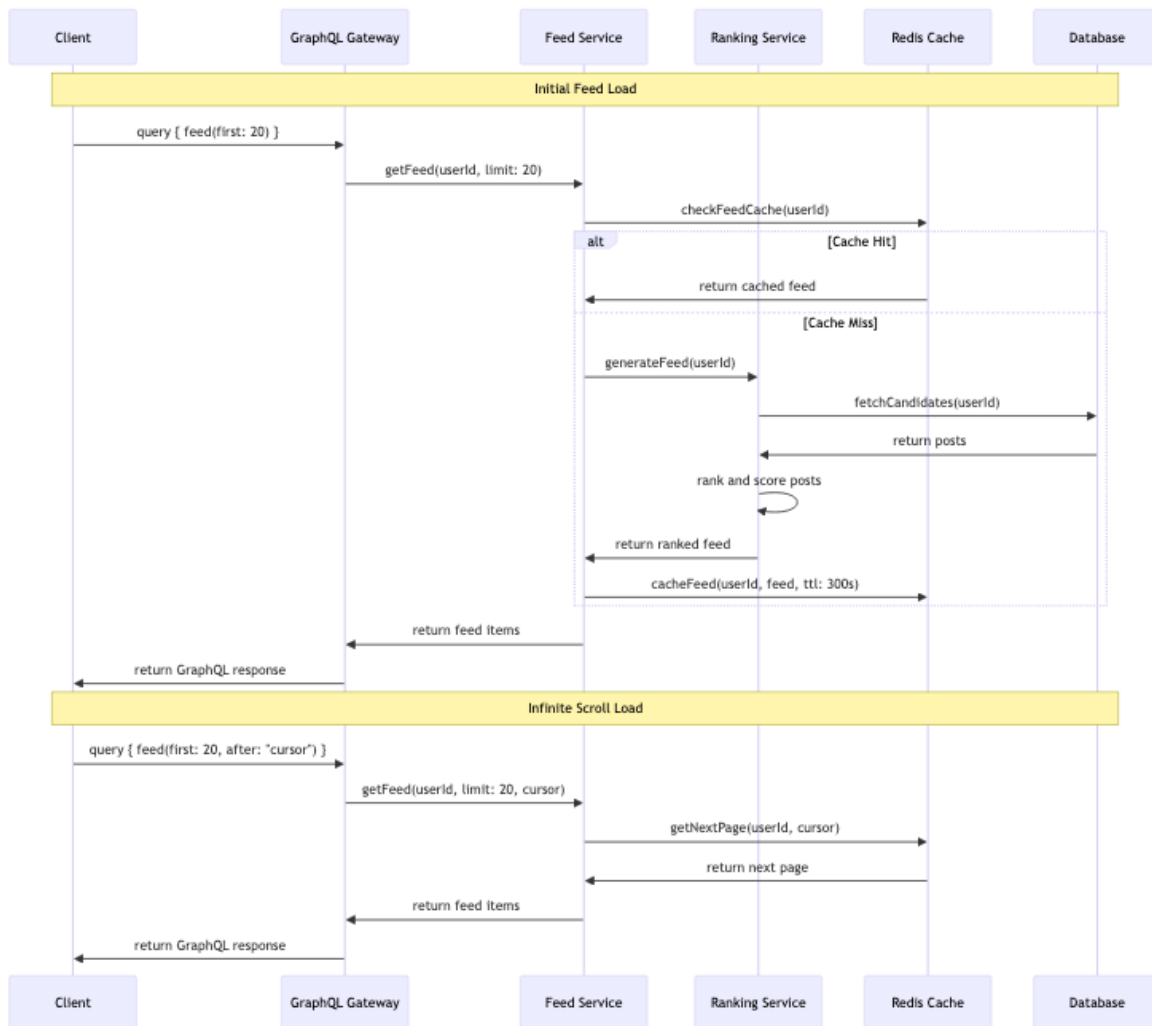 Client
GraphQL Gateway
Feed Service
Ranking Service
Redis Cache
Database
Initial Feed Load
query { feed(first: 20) }
getFeed(userId, limit: 20)
checkFeedCache(userId)
alt
[Cache Hit]
return cached feed
[Cache Miss]
generateFeed(userId)
fetchCandidates(userId)
return posts
rank and score posts
return ranked feed
cacheFeed(userId, feed, ttl: 300s)
return feed items
return GraphQL response
Infinite Scroll Load
query { feed(first: 20, after: "cursor") }
getFeed(userId, limit: 20, cursor)
getNextPage(userId, cursor)
return next page
return feed items
return GraphQL response
Client
GraphQL Gateway
Feed Service
Ranking Service
Redis Cache
Database